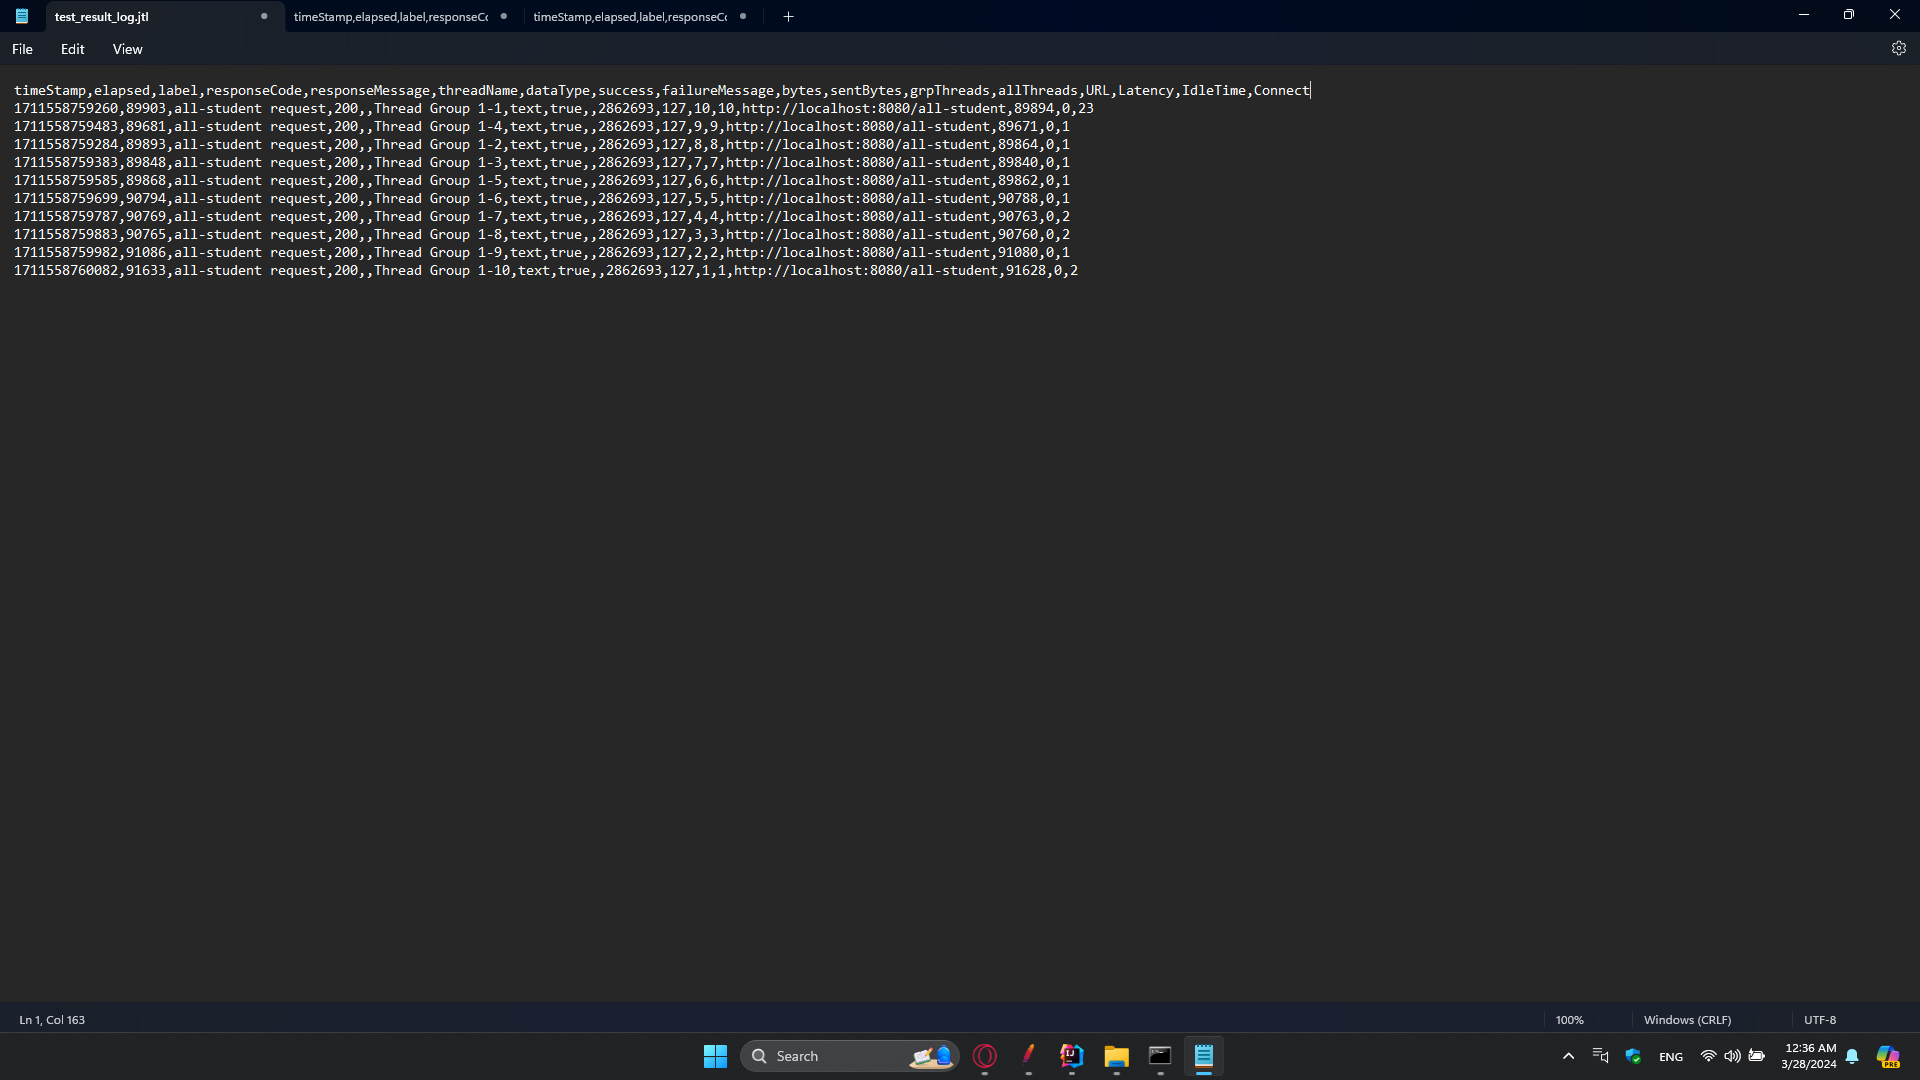 test_result_log.jtl
timeStamp,elapsed,label,responseCo
timeStamp,elapsed,label,responseCo
File Edit View
timeStamp,elapsed,label,responseCode,responseMessage,threadName,dataType,success,failureMessage,bytes,sentBytes,grpThreads,allThreads,URL,Latency,IdleTime,Connect
1711558759260,89903,all-student request,200,,Thread Group 1-1,text,true,,2862693,127,10,10,http://localhost:8080/all-student,89894,0,23
1711558759483,89681,all-student request,200,,Thread Group 1-4,text,true,,2862693,127,9,9,http://localhost:8080/all-student,89671,0,1
1711558759284,89893,all-student request,200,,Thread Group 1-2,text,true,,2862693,127,8,8,http://localhost:8080/all-student,89864,0,1
1711558759383,89848,all-student request,200,,Thread Group 1-3,text,true,,2862693,127,7,7,http://localhost:8080/all-student,89840,0,1
1711558759585,89868,all-student request,200,,Thread Group 1-5,text,true,,2862693,127,6,6,http://localhost:8080/all-student,89862,0,1
1711558759699,90794,all-student request,200,,Thread Group 1-6,text,true,,2862693,127,5,5,http://localhost:8080/all-student,90788,0,1
1711558759787,90769,all-student request,200,,Thread Group 1-7,text,true,,2862693,127,4,4,http://localhost:8080/all-student,90763,0,2
1711558759883,90765,all-student request,200,,Thread Group 1-8,text,true,,2862693,127,3,3,http://localhost:8080/all-student,90760,0,2
1711558759982,91086,all-student request,200,,Thread Group 1-9,text,true,,2862693,127,2,2,http://localhost:8080/all-student,91080,0,1
1711558760082,91633,all-student request,200,,Thread Group 1-10,text,true,,2862693,127,1,1,http://localhost:8080/all-student,91628,0,2
Ln 1, Col 163
100%
Windows (CRLF)
UTF-8
Search
ENG
12:36 AM
3/28/2024
PRE